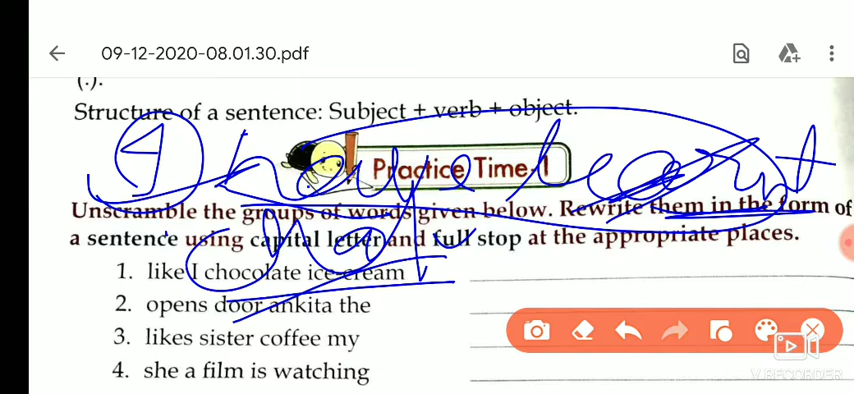 09-12-2020-08.01.30.pdf
(.).
Structure of a sentence: Subject + verb + object.
Practice Time-1
Unscramble the groups of words given below. Rewrite them in the form of
a sentence using capital letter and full stop at the appropriate places.
1. like I chocolate ice-cream
2. opens door ankita the
3. likes sister coffee my
4. she a film is watching
V.RECORDER